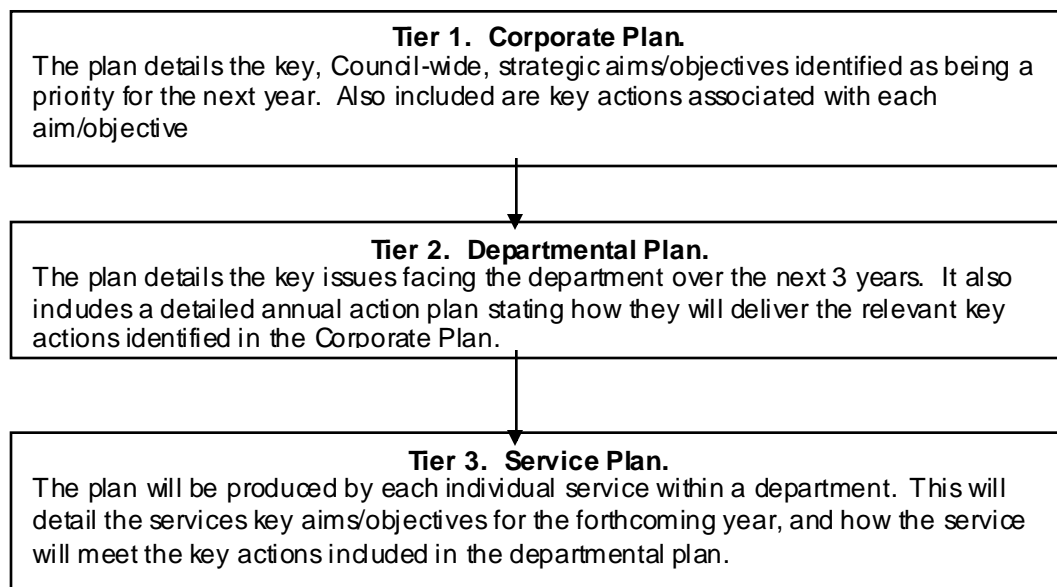 Tier 1. Corporate Plan.
The plan details the key, Council-wide, strategic aims/objectives identified as being a
priority for the next year. Also included are key actions associated with each
aim/objective
Tier 2. Departmental Plan.
The plan details the key issues facing the department over the next 3 years. It also
includes a detailed annual action plan stating how they will deliver the relevant key
actions identified in the Corporate Plan.
Tier 3. Service Plan.
The plan will be produced by each individual service within a department. This will
detail the services key aims/objectives for the forthcoming year, and how the service
will meet the key actions included in the departmental plan.